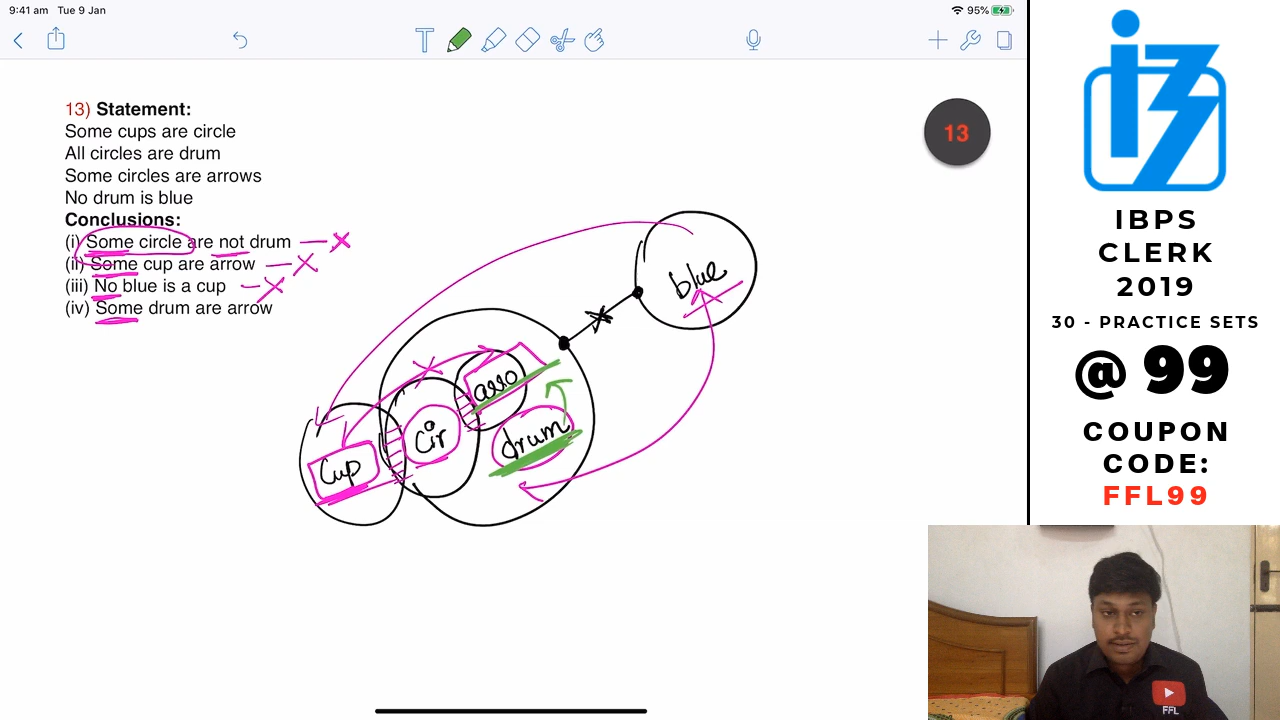 9:41 am Tue 9 Jan
95%
T
13) Statement:
Some cups are circle
All circles are drum
Some circles are arrows
No drum is blue
Conclusions:
(i) Some circle are not drum
(ii) Some cup are arrow
(iii) No blue is a cup
(iv) Some drum are arrow
13
blue
arro
cir
drum
cup
IBPS
CLERK
2019
30 - PRACTICE SETS
@ 99
COUPON
CODE:
FFL99
FFL